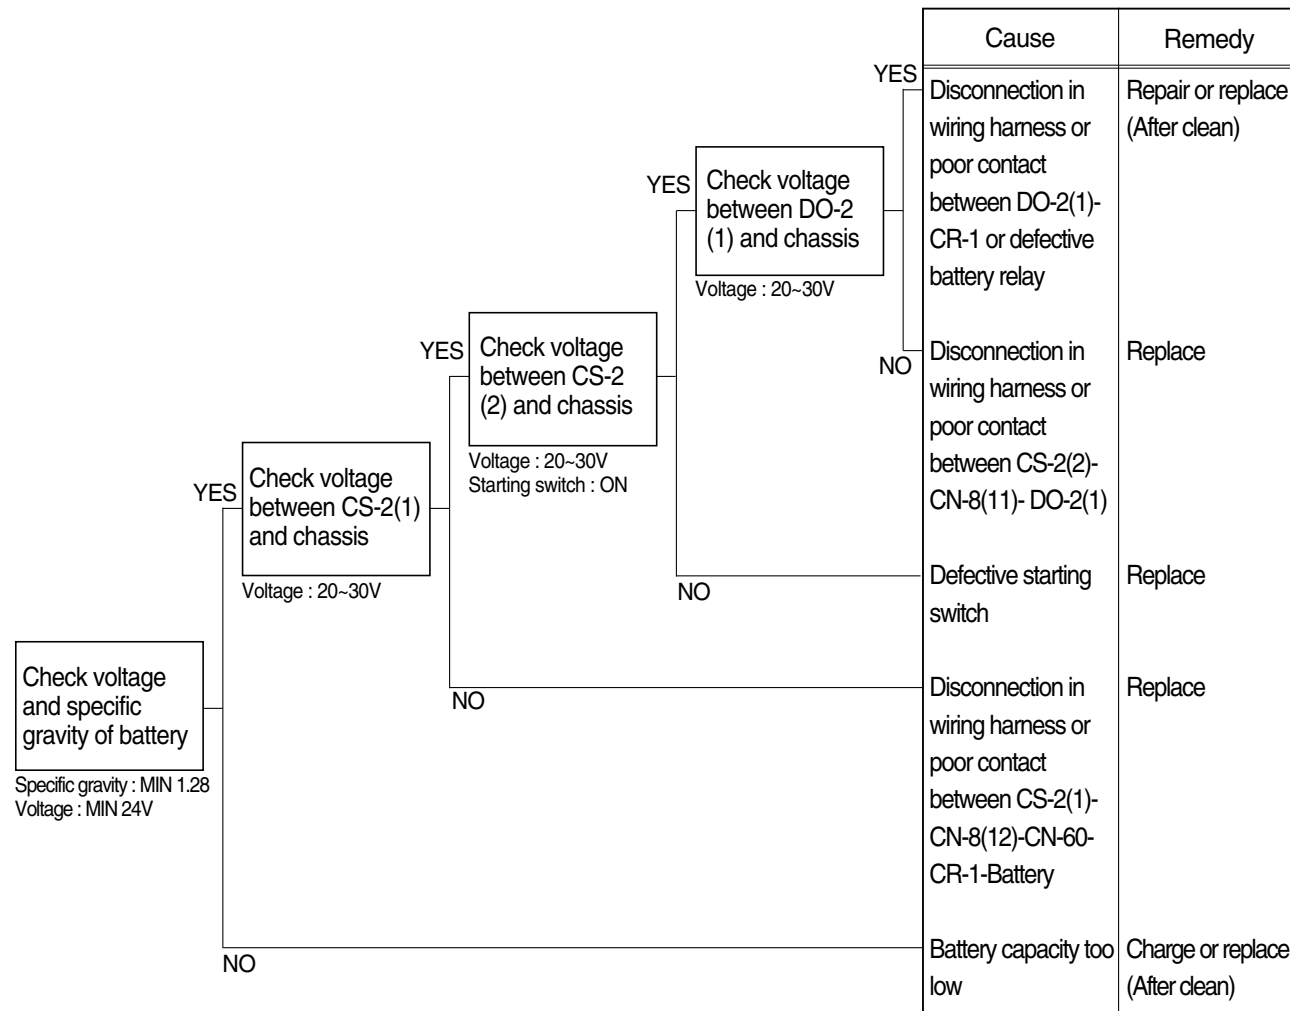 Cause
Remedy
YES
Disconnection in
wiring harness or
poor contact
between DO-2(1)-
CR-1 or defective
battery relay
Repair or replace
(After clean)
YES
Check voltage
between DO-2
(1) and chassis
Voltage : 20~30V
NO
Disconnection in
wiring harness or
poor contact
between CS-2(2)-
CN-8(11)- DO-2(1)
Replace
YES
Check voltage
between CS-2
(2) and chassis
Voltage : 20~30V
Starting switch : ON
NO
Defective starting
switch
Replace
YES
Check voltage
between CS-2(1)
and chassis
Voltage : 20~30V
NO
Disconnection in
wiring harness or
poor contact
between CS-2(1)-
CN-8(12)-CN-60-
CR-1-Battery
Replace
Check voltage
and specific
gravity of battery
Specific gravity : MIN 1.28
Voltage : MIN 24V
NO
Battery capacity too
low
Charge or replace
(After clean)